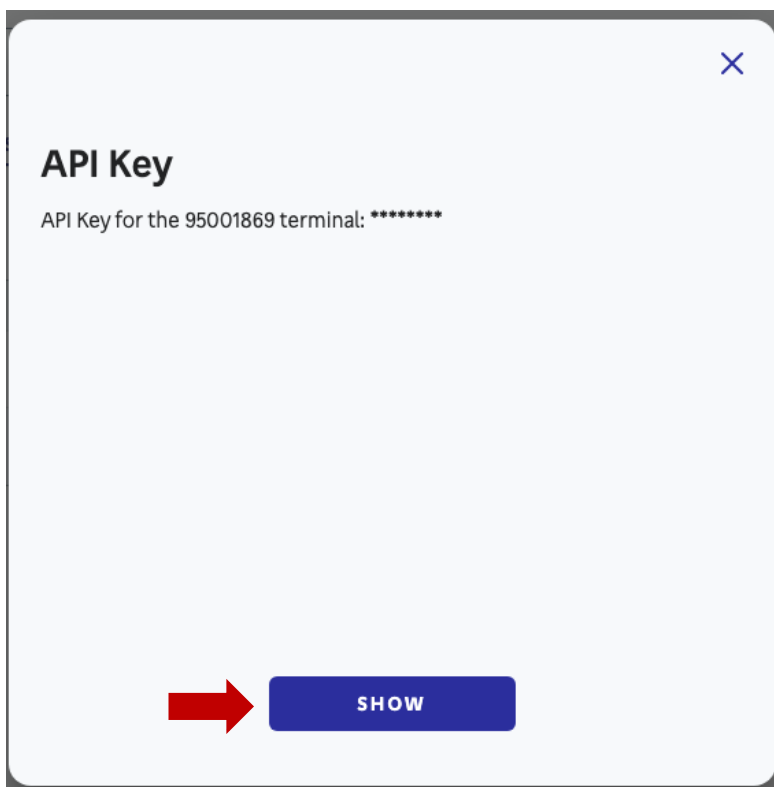 API Key
API Key for the 95001869 terminal: ********
SHOW